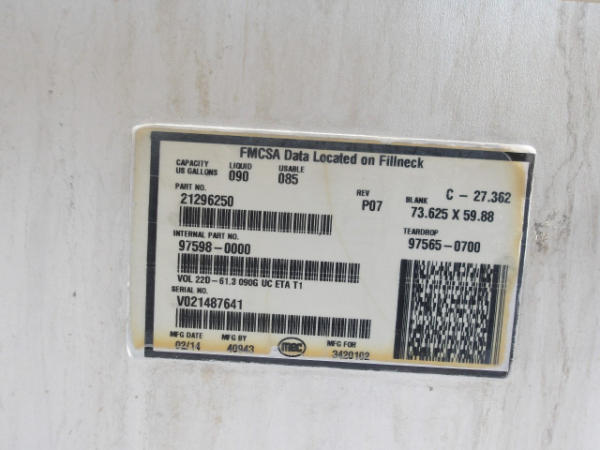 FMCSA Data Located on Fillneck
CAPACITY US GALLONS
LIQUID 090
USABLE 085
PART NO.
21296250
REV
P07
BLANK C - 27.362
73.625 X 59.88
INTERNAL PART NO.
97598-0000
TEARDROP
97565-0700
VOL 22D-61.3 090G UC ETA T1
SERIAL NO.
V021487641
MFG DATE
02/14
MFG BY
40943
mec
MFG FOR
3420102